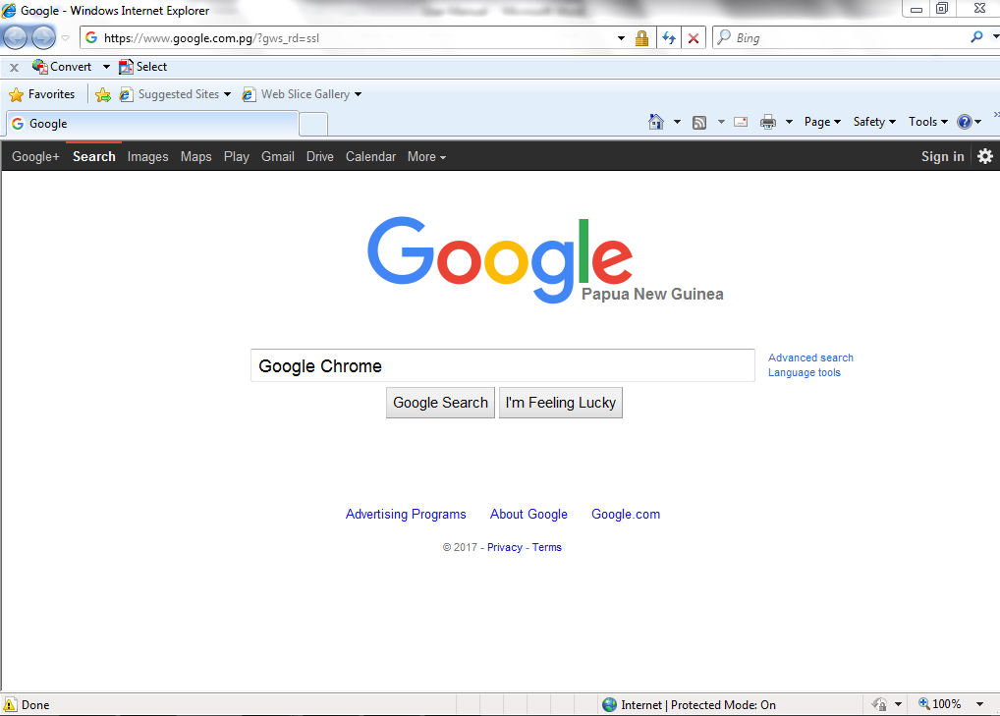 Google - Windows Internet Explorer
https://www.google.com.pg/?gws_rd=ssl
Bing
x Convert Select
Favorites Suggested Sites Web Slice Gallery
Google
Page Safety Tools
Google+ Search Images Maps Play Gmail Drive Calendar More
Sign in
Google
Papua New Guinea
Google Chrome
Advanced search
Language tools
Google Search I'm Feeling Lucky
Advertising Programs About Google Google.com
© 2017 - Privacy - Terms
Done
Internet | Protected Mode: On
100%